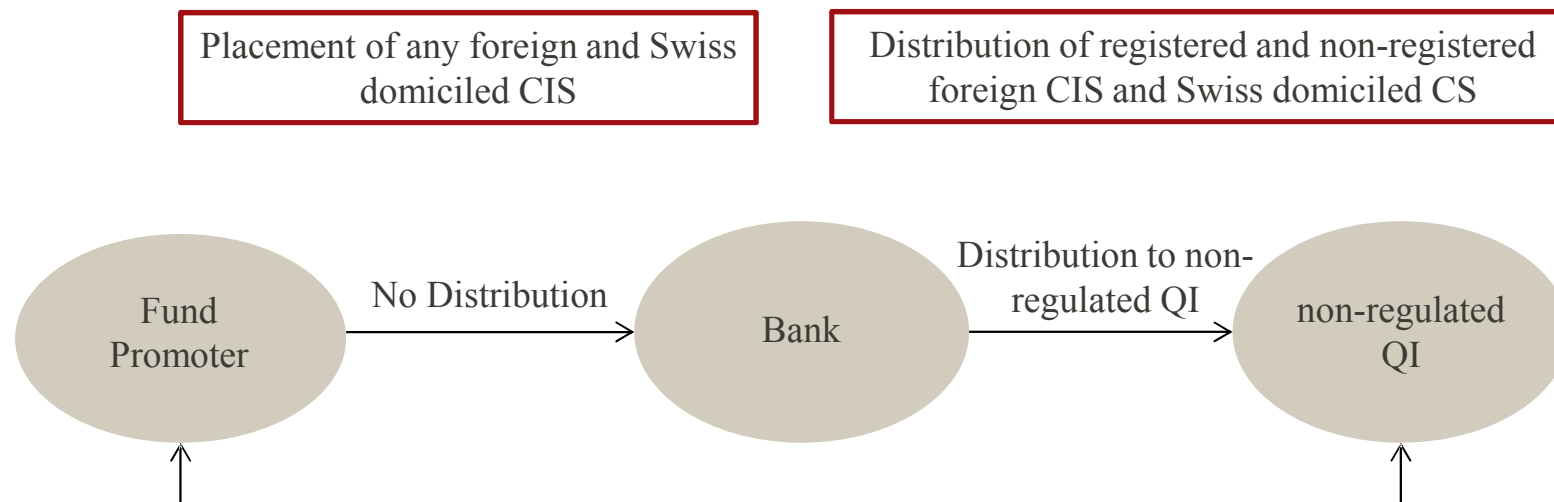 Placement of any foreign and Swiss
domiciled CIS
Distribution of registered and non-registered
foreign CIS and Swiss domiciled CS
Fund
Promoter
No Distribution
Bank
Distribution to non-
regulated QI
non-regulated
QI